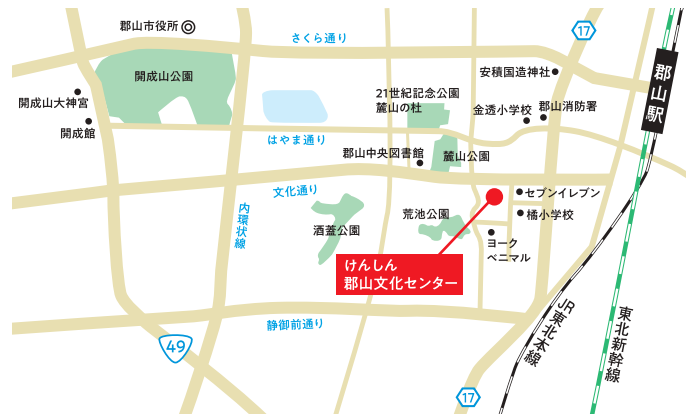 郡山市役所
さくら通り
17
開成山公園
安積国造神社
郡山駅
開成山大神宮
21世紀記念公園
麓山の杜
金透小学校
郡山消防署
開成館
はやま通り
郡山中央図書館
麓山公園
文化通り
セブンイレブン
内環状線
酒蓋公園
荒池公園
橘小学校
ヨーク
ベニマル
けんしん
郡山文化センター
静御前通り
JR東北本線
東北新幹線
49
17